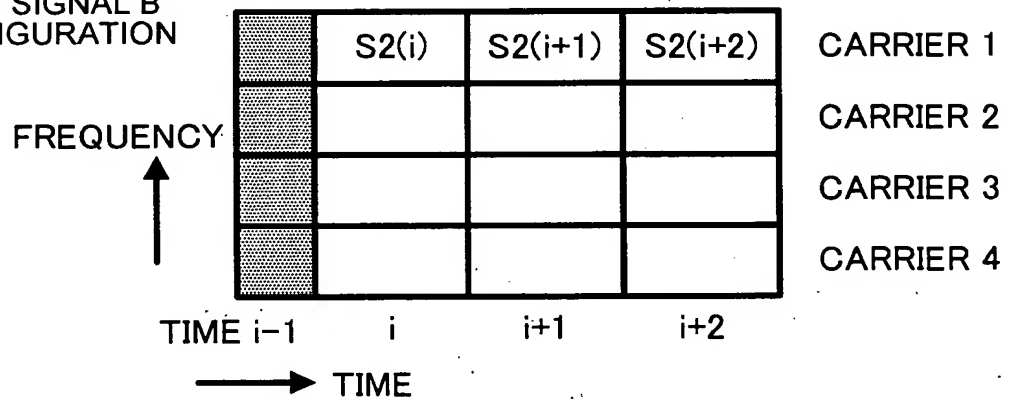 SIGNAL B
IGURATION
S2(i) S2(i+1) S2(i+2) CARRIER 1
CARRIER 2
FREQUENCY
CARRIER 3
CARRIER 4
TIME i-1 i i+1 i+2
TIME